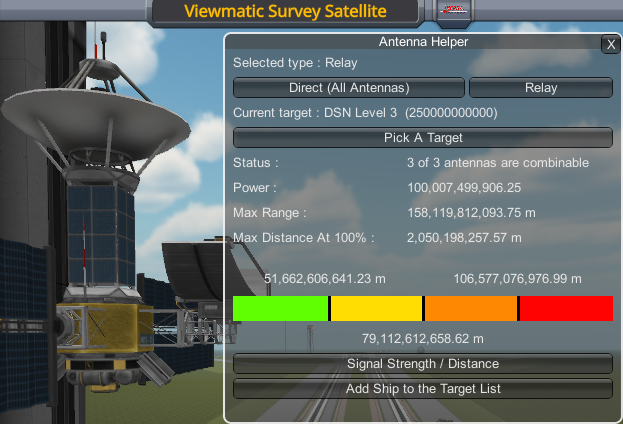 Viewmatic Survey Satellite
Antenna Helper
X
Selected type : Relay
Direct (All Antennas)
Relay
Current target : DSN Level 3 (250000000000)
Pick A Target
Status : 3 of 3 antennas are combinable
Power : 100,007,499,906.25
Max Range : 158,119,812,093.75 m
Max Distance At 100% : 2,050,198,257.57 m
51,662,606,641.23 m 106,577,076,976.99 m
79,112,612,658.62 m
Signal Strength / Distance
Add Ship to the Target List